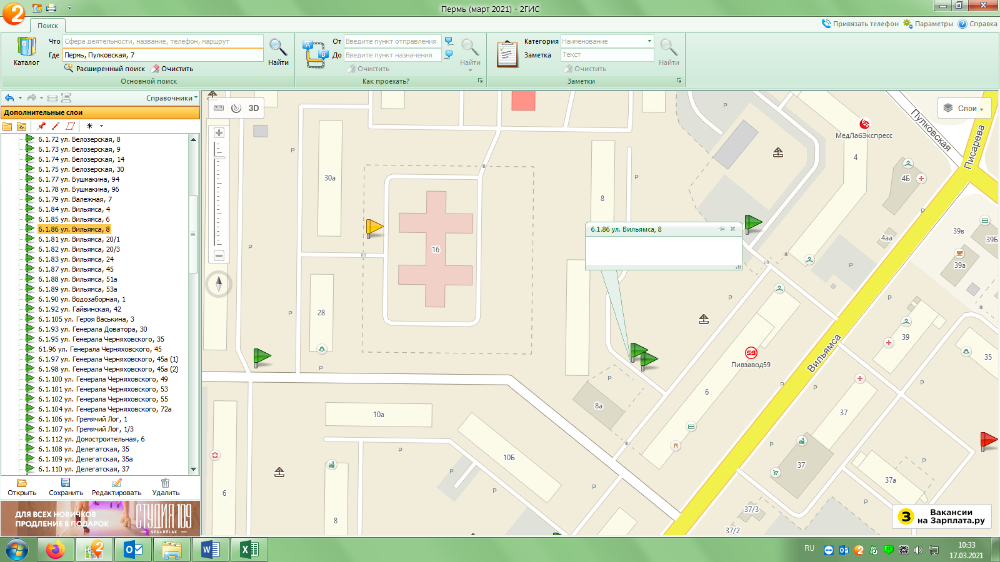 Пермь (март 2021) - 2ГИС
Поиск
Привязать телефон
Параметры
Справка
Каталог
Что
Сфера деятельности, название, телефон, маршрут
Где
Пермь, Пулковская, 7
Расширенный поиск
Очистить
Найти
Основной поиск
От
Введите пункт отправления
До
Введите пункт назначения
Очистить
Найти
Как проехать?
Категория
Наименование
Заметка
Текст
Очистить
Найти
Заметки
Справочники
Дополнительные слои
6.1.72 ул. Белозерская, 8
6.1.73 ул. Белозерская, 9
6.1.74 ул. Белозерская, 14
6.1.75 ул. Белозерская, 30
6.1.77 ул. Бушмакина, 94
6.1.78 ул. Бушмакина, 96
6.1.79 ул. Валежная, 7
6.1.84 ул. Вильямса, 4
6.1.85 ул. Вильямса, 6
6.1.86 ул. Вильямса, 8
6.1.81 ул. Вильямса, 20/1
6.1.82 ул. Вильямса, 20/3
6.1.83 ул. Вильямса, 24
6.1.87 ул. Вильямса, 45
6.1.88 ул. Вильямса, 51а
6.1.89 ул. Вильямса, 53а
6.1.90 ул. Водозаборная, 1
6.1.92 ул. Гайвинская, 42
6.1.105 ул. Героя Васькина, 3
6.1.93 ул. Генерала Доватора, 30
6.1.95 ул. Генерала Черняховского, 35
61.96 ул. Генерала Черняховского, 45
6.1.97 ул. Генерала Черняховского, 45а (1)
6.1.98 ул. Генерала Черняховского, 45а (2)
6.1.100 ул. Генерала Черняховского, 49
6.1.101 ул. Генерала Черняховского, 53
6.1.102 ул. Генерала Черняховского, 55
6.1.104 ул. Генерала Черняховского, 72а
6.1.106 ул. Гремячий Лог, 1
6.1.107 ул. Гремячий Лог, 1/3
6.1.112 ул. Домостроительная, 6
6.1.108 ул. Делегатская, 35
6.1.109 ул. Делегатская, 35а
6.1.110 ул. Делегатская, 37
Открыть
Сохранить
Редактировать
Удалить
ДЛЯ ВСЕХ НОВИЧКОВ
ПРОДЛЕНИЕ В ПОДАРОК
СТУДИЯ 109
SPA & RELAX
3D
Слои
Пулковская
Писарева
МедЛабЭкспресс
4
4Б
30а
8
16
28
4аа
39в
39Б
39а
6.1.86 ул. Вильямса, 8
Вильямса
39
35
59
Пивзавод59
6
8а
10а
10Б
37
37
37а
37/3
37/2
6
8
З
Вакансии
на Зарплата.ру
RU
10:33
17.03.2021